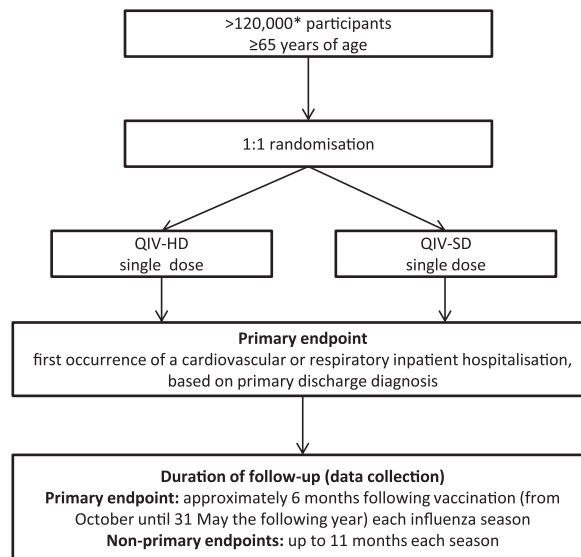 >120,000* participants
≥65 years of age
1:1 randomisation
QIV-HD
single dose
QIV-SD
single dose
Primary endpoint
first occurrence of a cardiovascular or respiratory inpatient hospitalisation,
based on primary discharge diagnosis
Duration of follow-up (data collection)
Primary endpoint: approximately 6 months following vaccination (from
October until 31 May the following year) each influenza season
Non-primary endpoints: up to 11 months each season